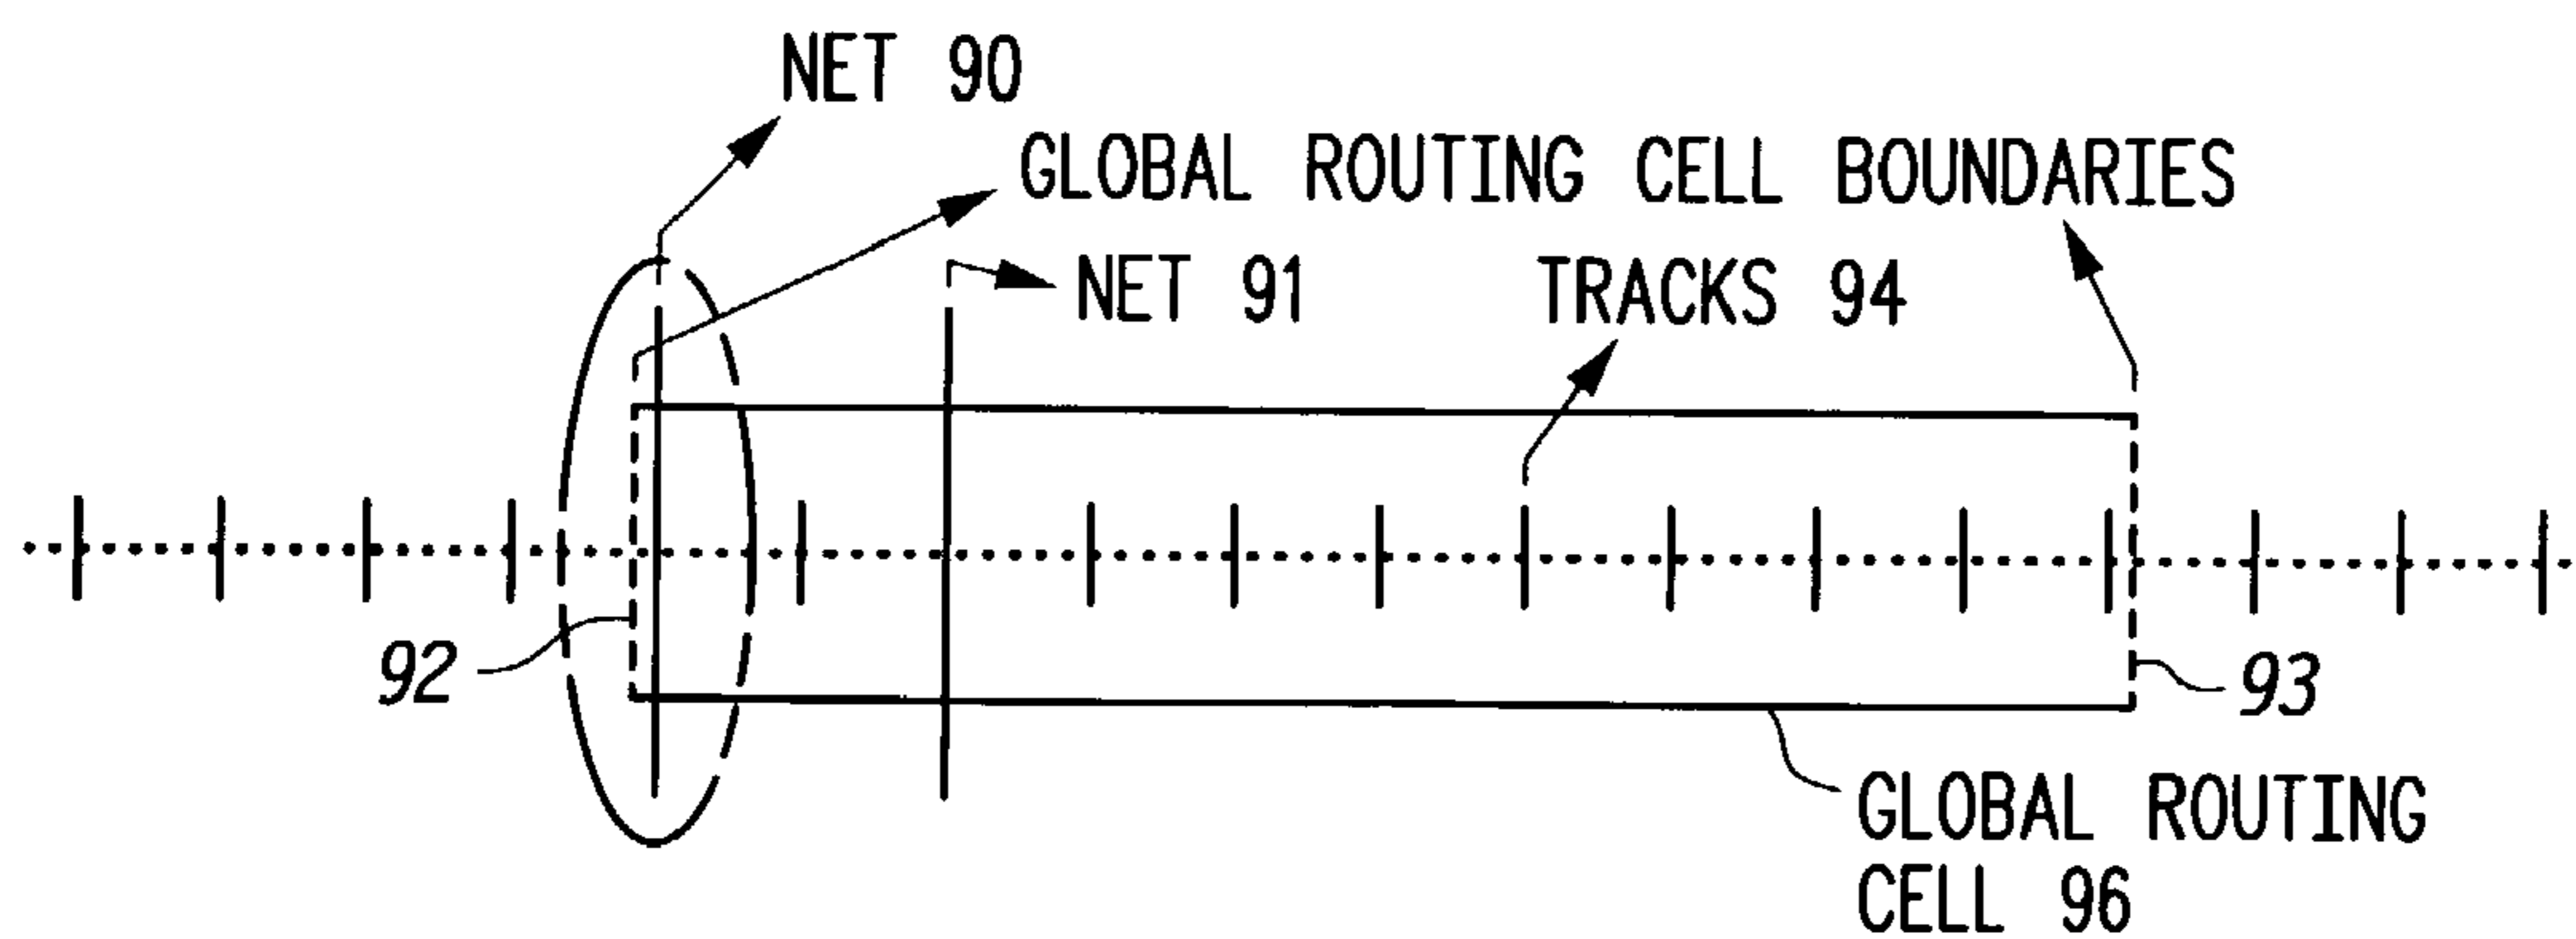 NET 90
GLOBAL ROUTING CELL BOUNDARIES
NET 91
TRACKS 94
92
93
GLOBAL ROUTING
CELL 96